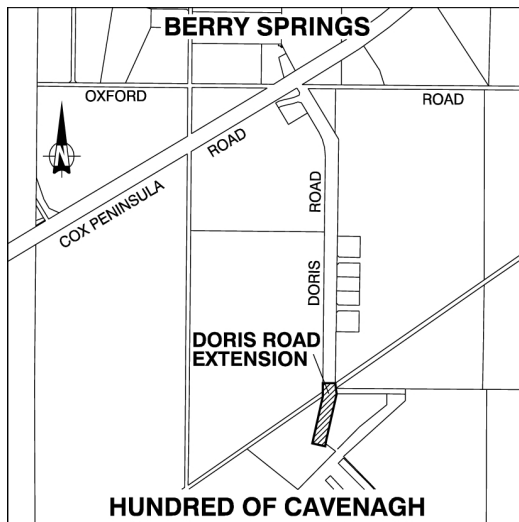 BERRY SPRINGS
OXFORD
ROAD
N
ROAD
COX PENINSULA
ROAD
DORIS
DORIS ROAD
EXTENSION
HUNDRED OF CAVENAGH